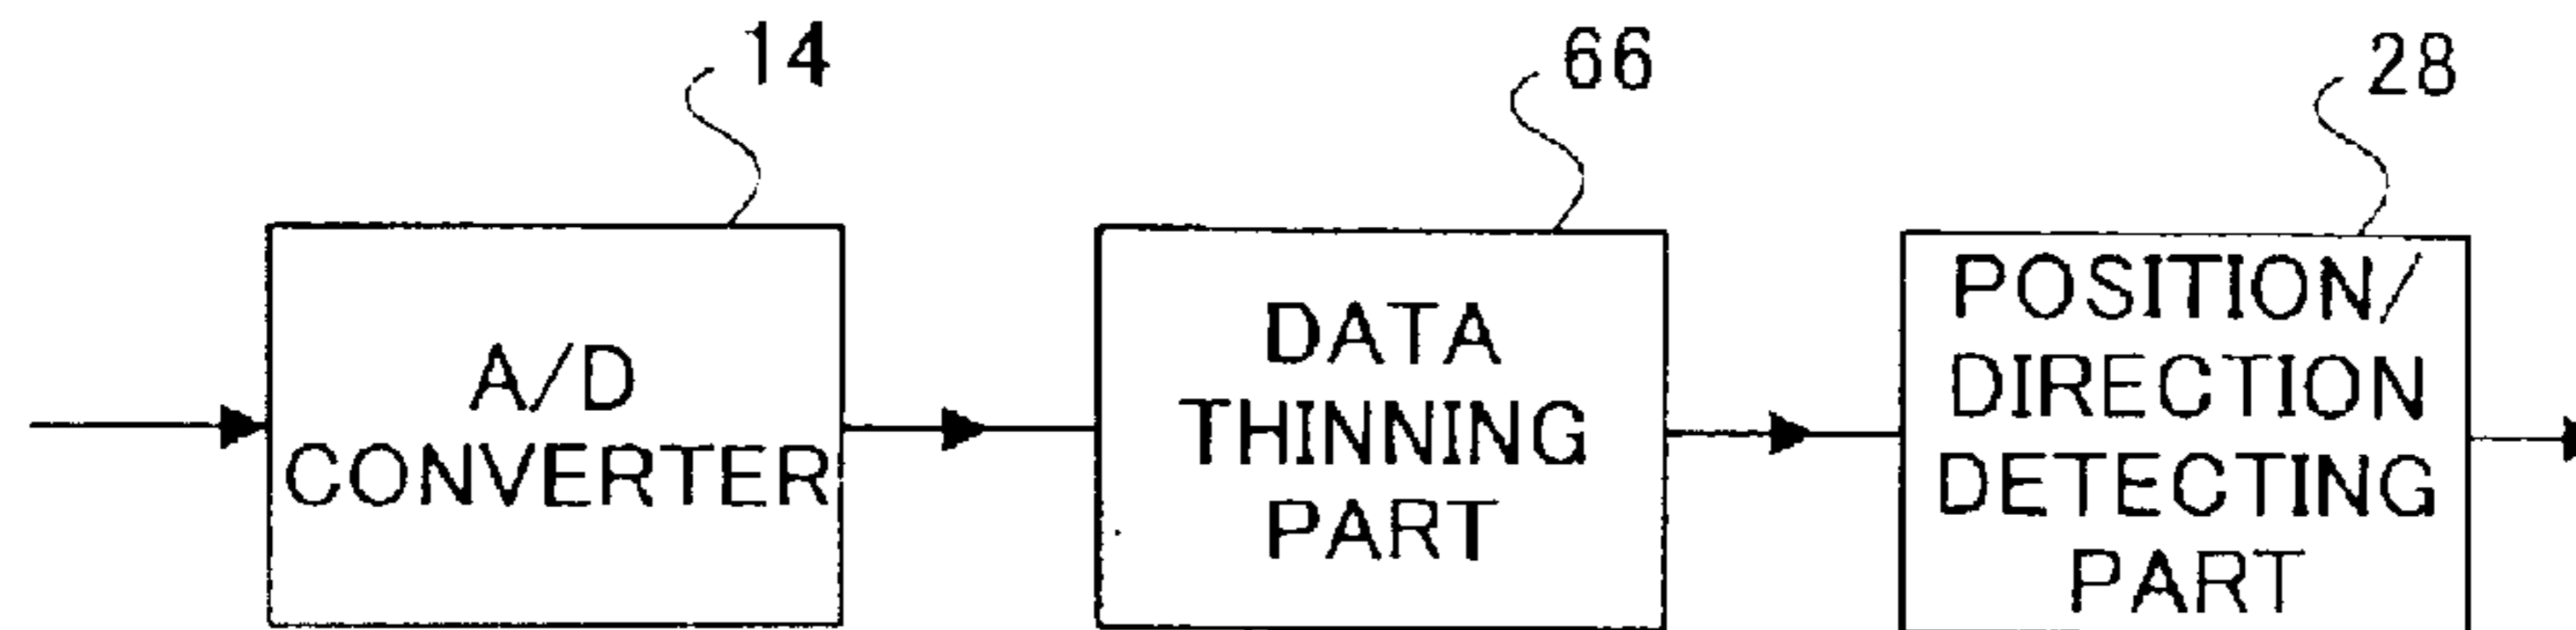 14
66
28
A/D
CONVERTER
DATA
THINNING
PART
POSITION/
DIRECTION
DETECTING
PART